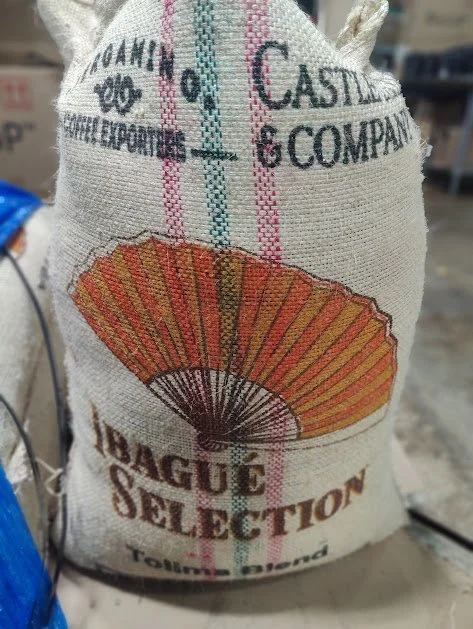 COFFEE EXPORTERS
CASTLE
& COMPANY
IBAGUÉ
SELECTION
Tolima Blend